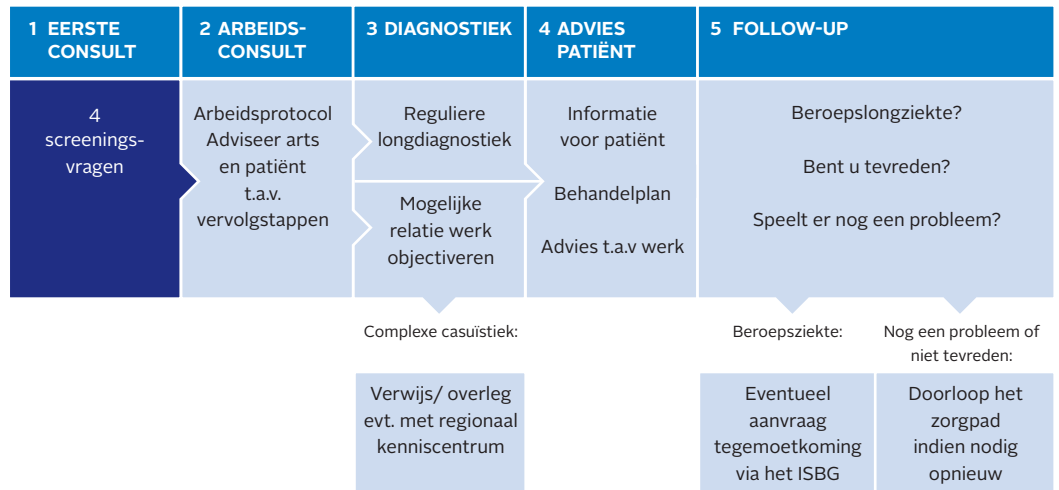 1 EERSTE
CONSULT
2 ARBEIDS-
CONSULT
3 DIAGNOSTIEK
4 ADVIES
PATIËNT
5 FOLLOW-UP
4
screenings-
vragen
Arbeidsprotocol
Adviseer arts
en patiënt
t.a.v.
vervolgstappen
Reguliere
longdiagnostiek
Mogelijke
relatie werk
objectiveren
Informatie
voor patiënt
Behandelplan
Advies t.a.v werk
Beroepslongziekte?
Bent u tevreden?
Speelt er nog een probleem?
Complexe casuïstiek:
Verwijs/ overleg
evt. met regionaal
kenniscentrum
Beroepsziekte:
Eventueel
aanvraag
tegemoetkoming
via het ISBG
Nog een probleem of
niet tevreden:
Doorloop het
zorgpad
indien nodig
opnieuw